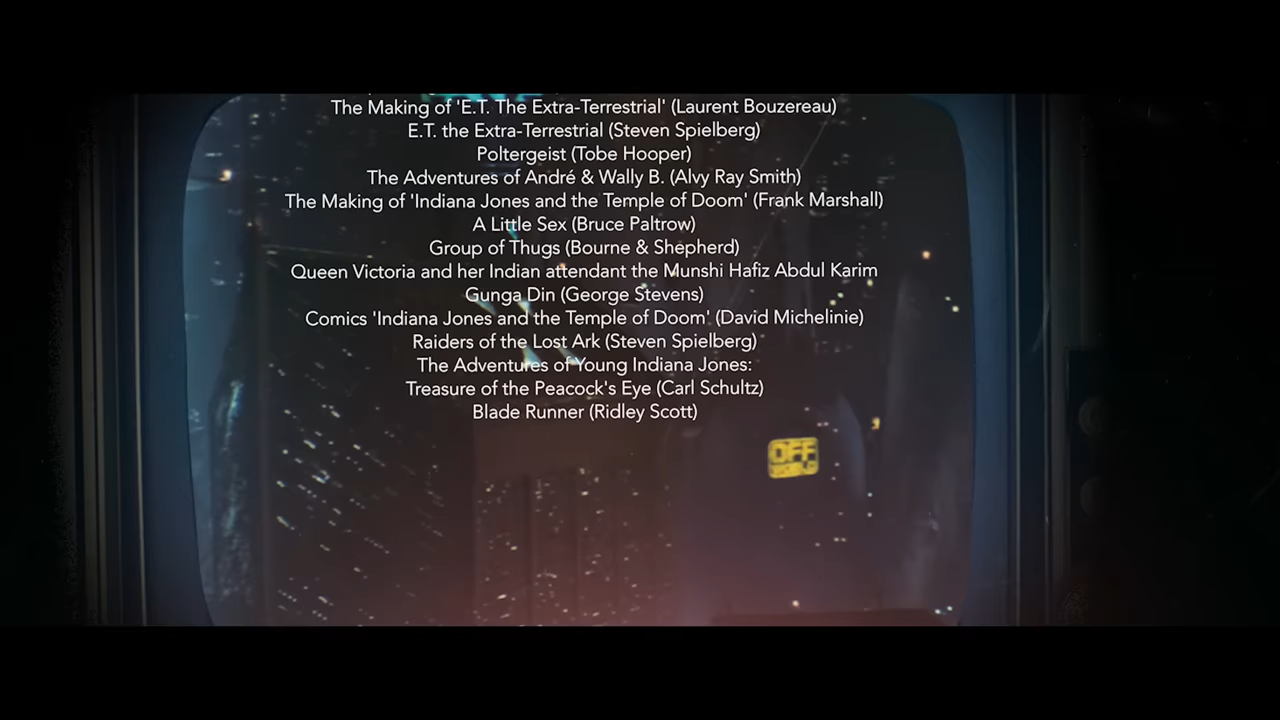 The Making of 'E.T. The Extra-Terrestrial' (Laurent Bouzereau)
E.T. the Extra-Terrestrial (Steven Spielberg)
Poltergeist (Tobe Hooper)
The Adventures of André & Wally B. (Alvy Ray Smith)
The Making of 'Indiana Jones and the Temple of Doom' (Frank Marshall)
A Little Sex (Bruce Paltrow)
Group of Thugs (Bourne & Shepherd)
Queen Victoria and her Indian attendant the Munshi Hafiz Abdul Karim
Gunga Din (George Stevens)
Comics 'Indiana Jones and the Temple of Doom' (David Michelinie)
Raiders of the Lost Ark (Steven Spielberg)
The Adventures of Young Indiana Jones:
Treasure of the Peacock's Eye (Carl Schultz)
Blade Runner (Ridley Scott)
OFF